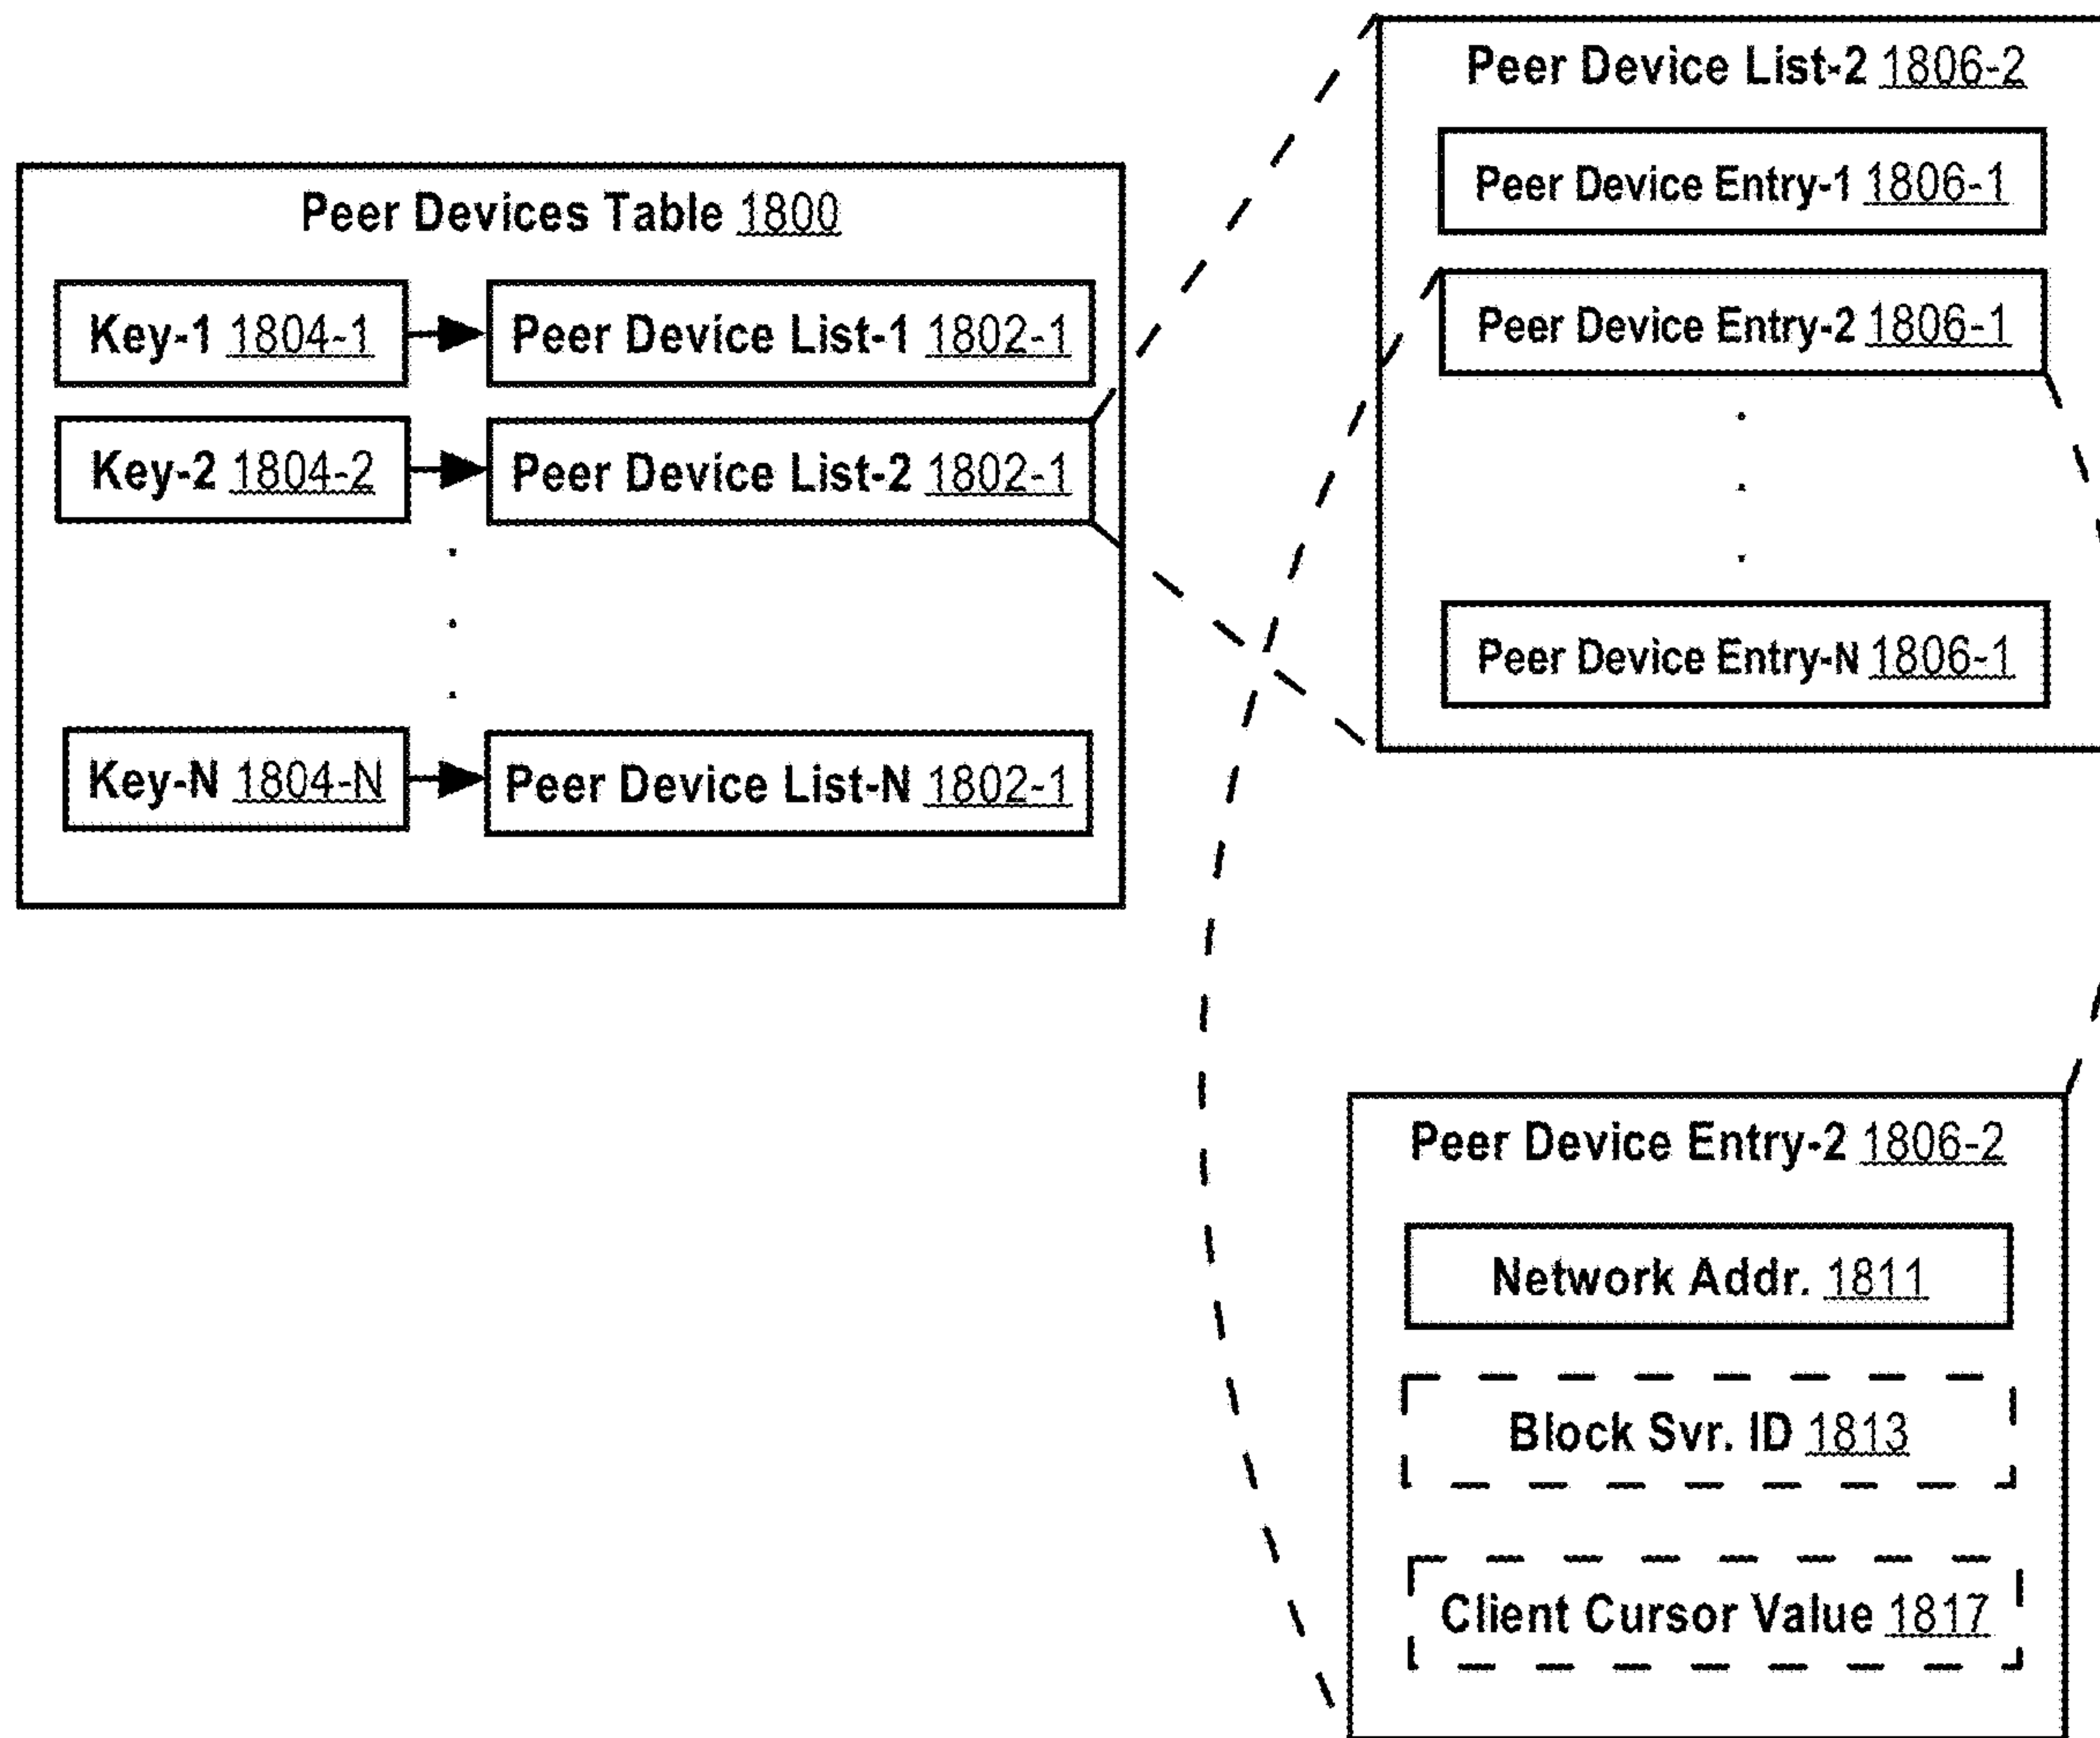 Peer Devices Table 1800
Key-1 1804-1
Peer Device List-1 1802-1
Key-2 1804-2
Peer Device List-2 1802-1
Key-N 1804-N
Peer Device List-N 1802-1
Peer Device List-2 1806-2
Peer Device Entry-1 1806-1
Peer Device Entry-2 1806-1
Peer Device Entry-N 1806-1
Peer Device Entry-2 1806-2
Network Addr. 1811
Block Svr. ID 1813
Client Cursor Value 1817